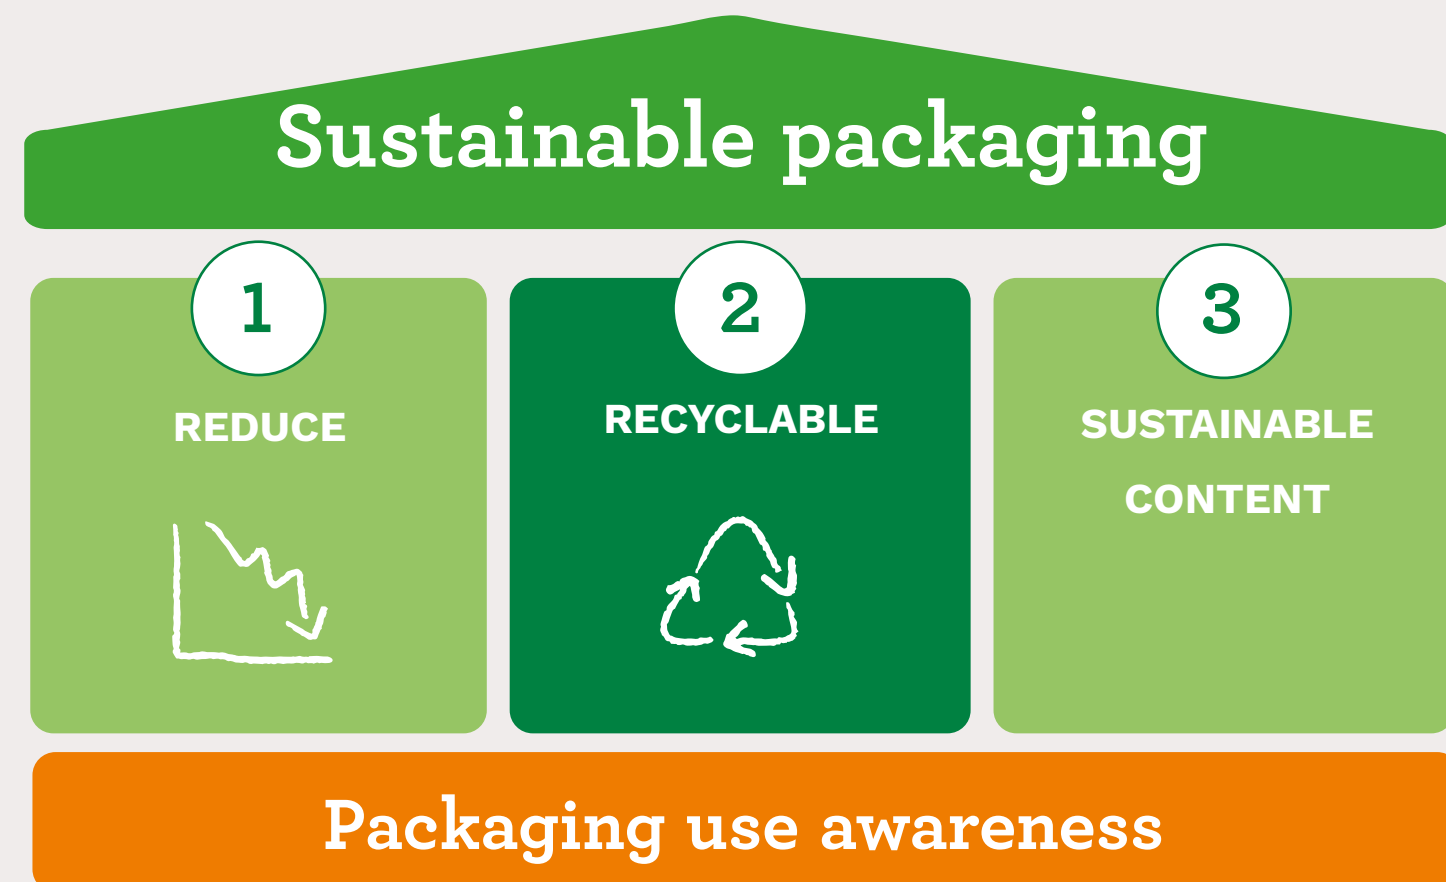 Sustainable packaging
1
REDUCE
2
RECYCLABLE
3
SUSTAINABLE
CONTENT
Packaging use awareness